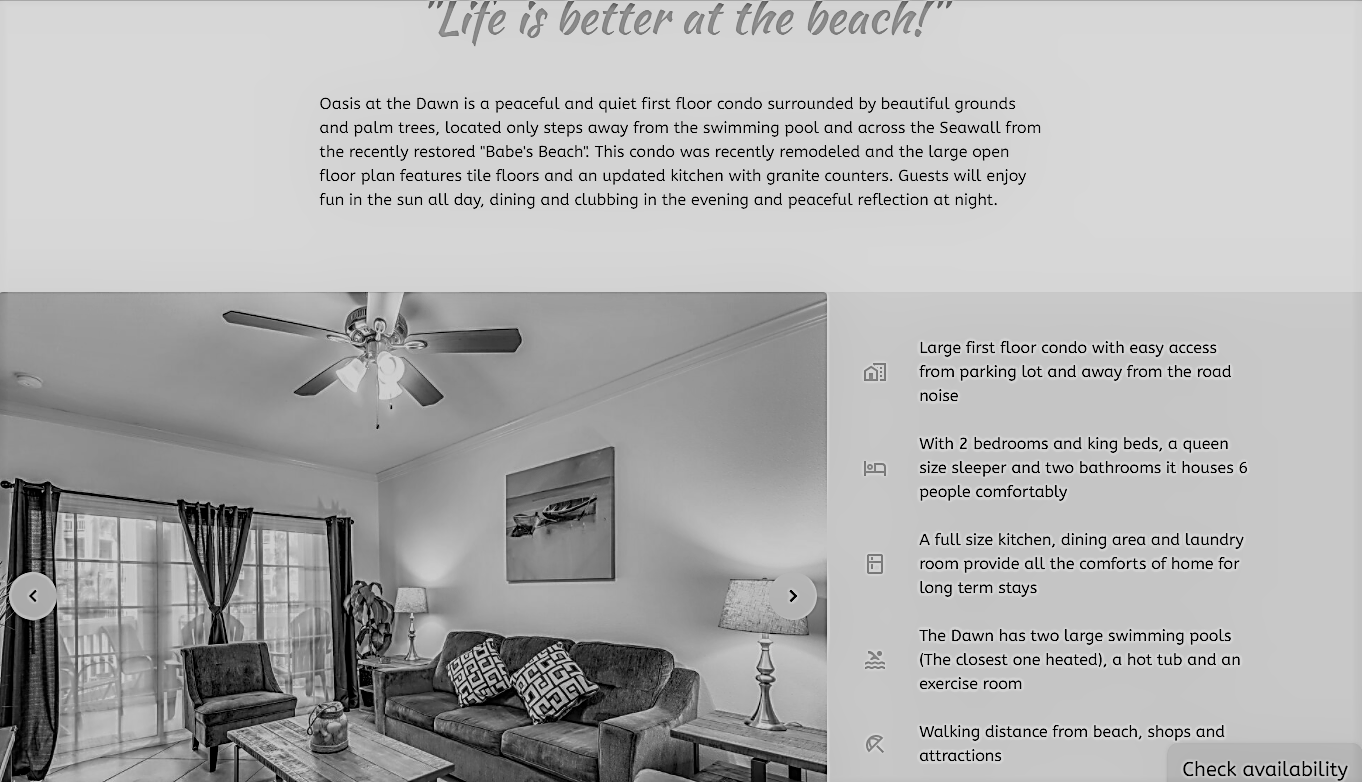 "Life is better at the beach!"
Oasis at the Dawn is a peaceful and quiet first floor condo surrounded by beautiful grounds
and palm trees, located only steps away from the swimming pool and across the Seawall from
the recently restored "Babe's Beach". This condo was recently remodeled and the large open
floor plan features tile floors and an updated kitchen with granite counters. Guests will enjoy
fun in the sun all day, dining and clubbing in the evening and peaceful reflection at night.
Large first floor condo with easy access
from parking lot and away from the road
noise
With 2 bedrooms and king beds, a queen
size sleeper and two bathrooms it houses 6
people comfortably
A full size kitchen, dining area and laundry
room provide all the comforts of home for
long term stays
The Dawn has two large swimming pools
(The closest one heated), a hot tub and an
exercise room
Walking distance from beach, shops and
attractions
Check availability